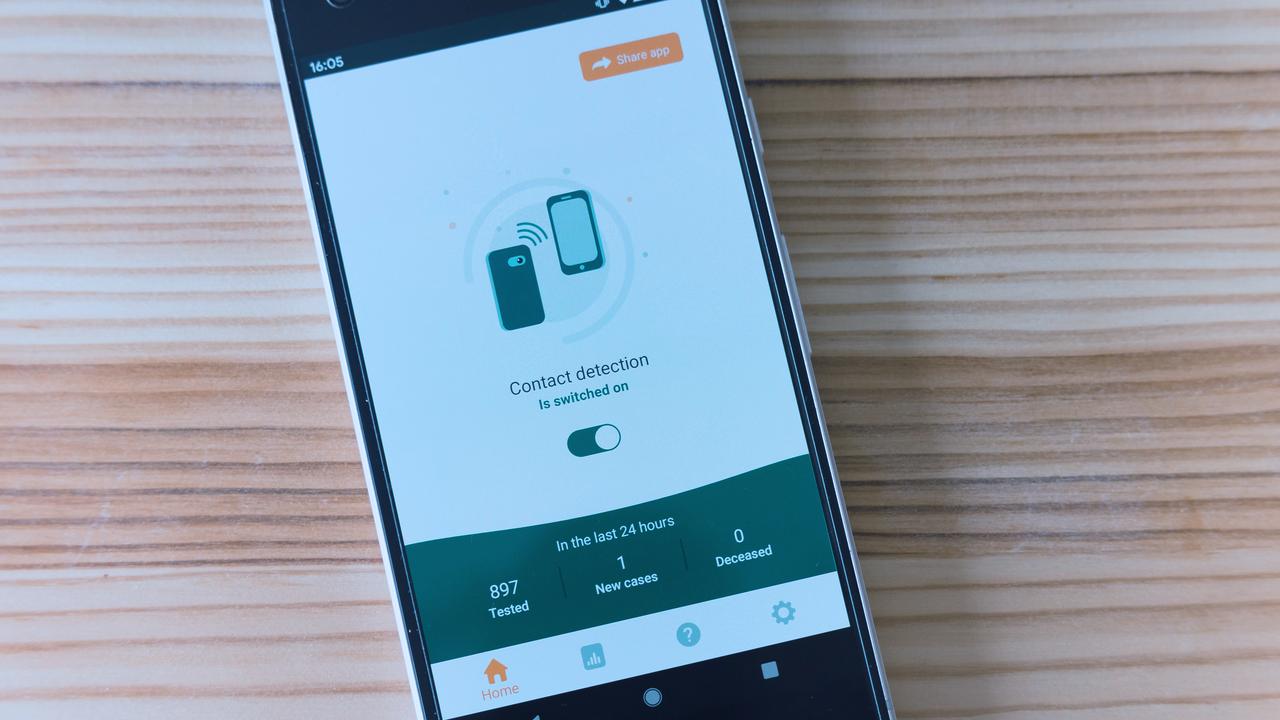 16:05
Share app
Contact detection
Is switched on
In the last 24 hours
897
Tested
1
New cases
0
Deceased
?
Home